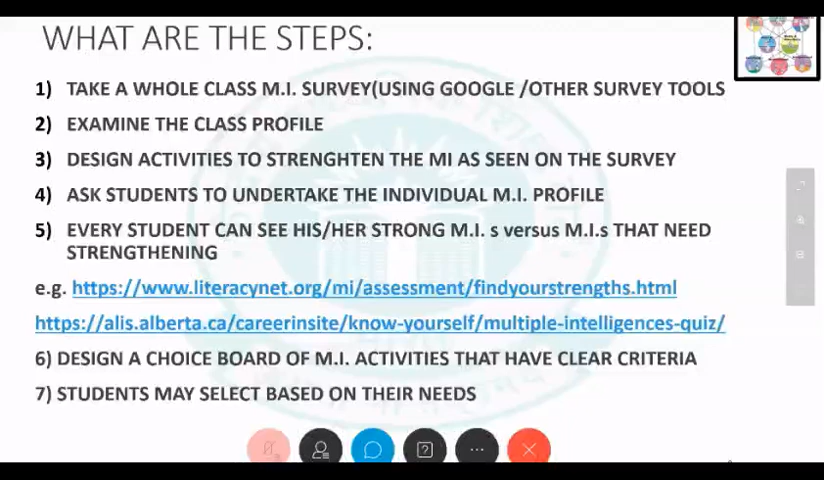 WHAT ARE THE STEPS:
1) TAKE A WHOLE CLASS M.I. SURVEY(USING GOOGLE /OTHER SURVEY TOOLS
2) EXAMINE THE CLASS PROFILE
3) DESIGN ACTIVITIES TO STRENGHTEN THE MI AS SEEN ON THE SURVEY
4) ASK STUDENTS TO UNDERTAKE THE INDIVIDUAL M.I. PROFILE
5) EVERY STUDENT CAN SEE HIS/HER STRONG M.I. s versus M.I.s THAT NEED
STRENGTHENING
e.g. https://www.literacynet.org/mi/assessment/findyourstrengths.html
https://alis.alberta.ca/careerinsite/know-yourself/multiple-intelligences-quiz/
6) DESIGN A CHOICE BOARD OF M.I. ACTIVITIES THAT HAVE CLEAR CRITERIA
7) STUDENTS MAY SELECT BASED ON THEIR NEEDS